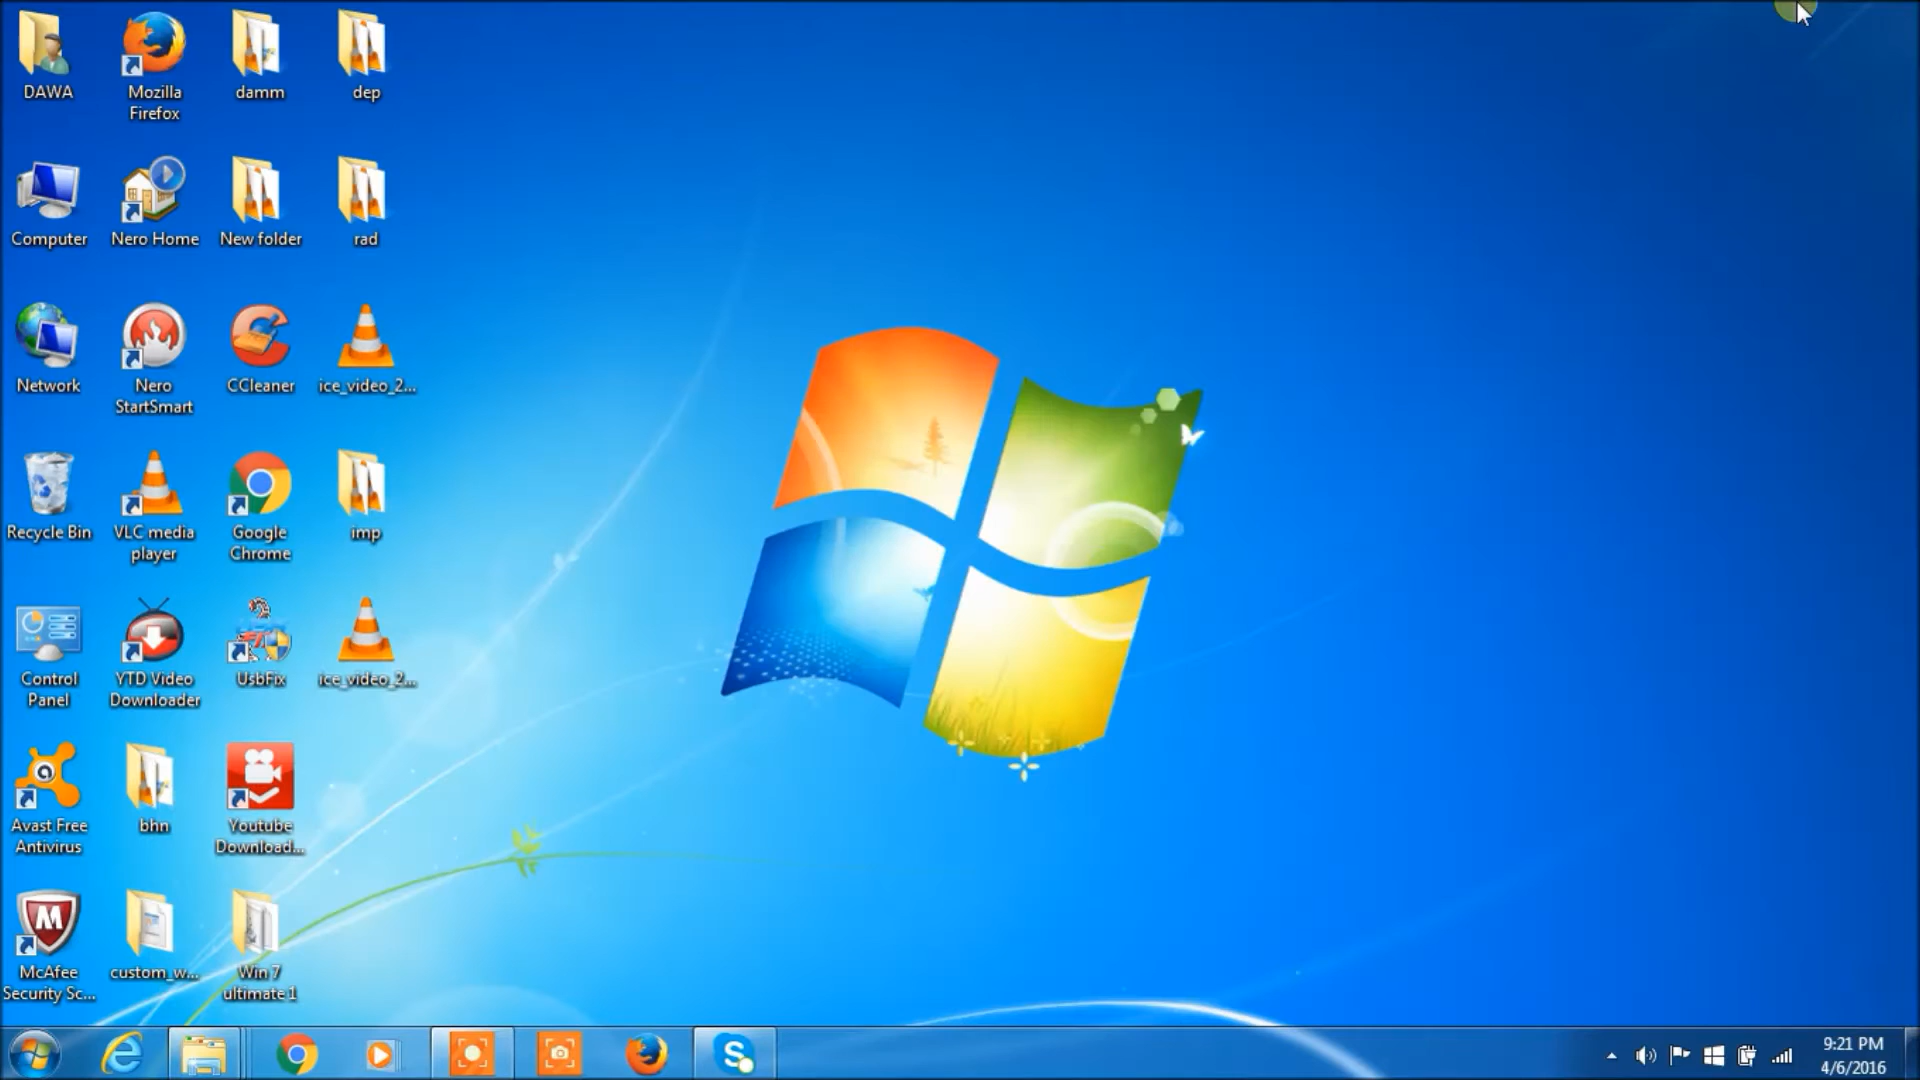 DAWA
Mozilla
Firefox
damm
dep
Computer
Nero Home
New folder
rad
Network
Nero
StartSmart
CCleaner
ice_video_2...
Recycle Bin
VLC media
player
Google
Chrome
imp
Control
Panel
YTD Video
Downloader
UsbFix
ice_video_2...
Avast Free
Antivirus
bhn
Youtube
Download...
McAfee
Security Sc...
custom_w...
Win 7
ultimate 1
9:21 PM
4/6/2016